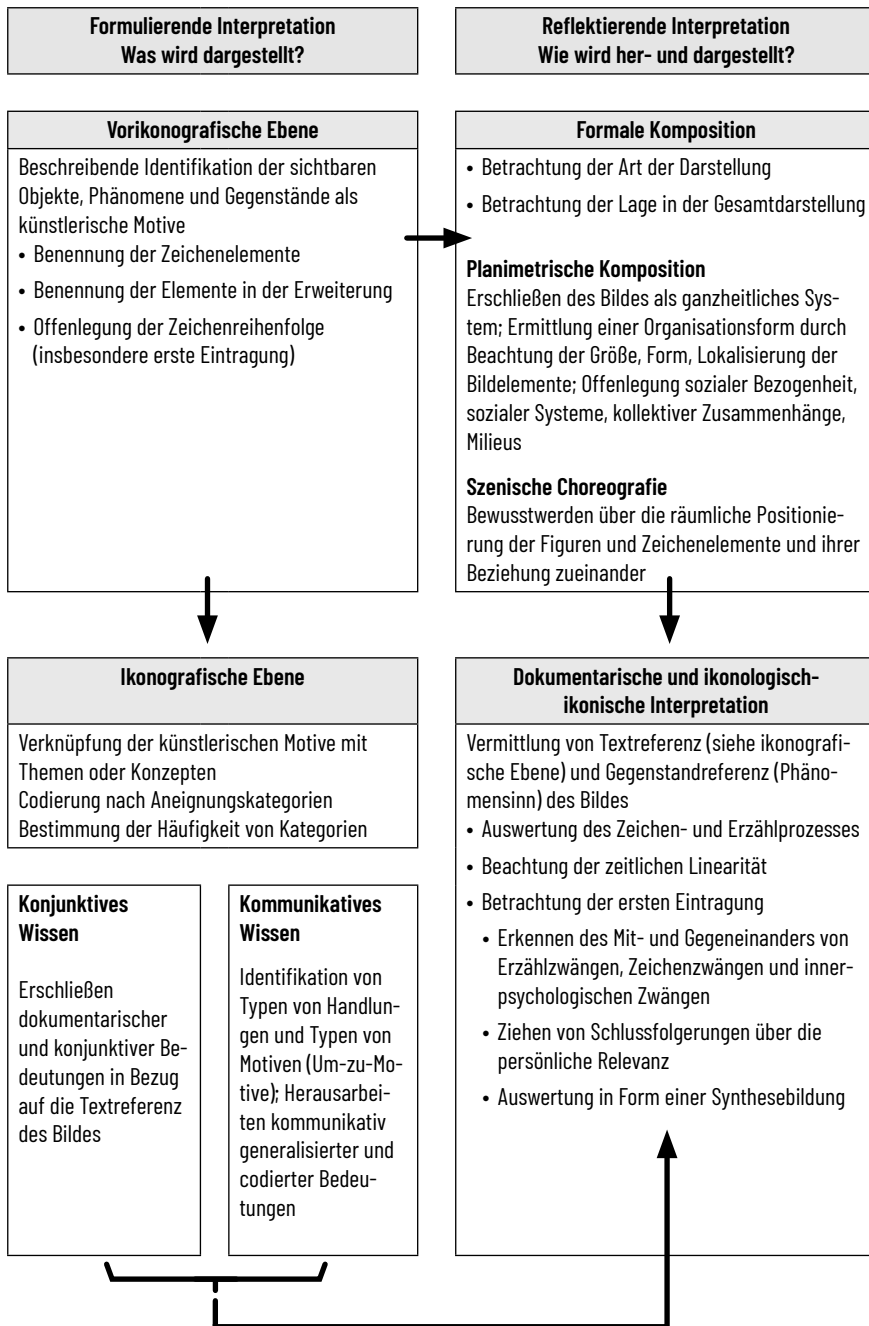 Formulierende Interpretation
Was wird dargestellt?
Reflektierende Interpretation
Wie wird her- und dargestellt?
Vorikonografische Ebene
Beschreibende Identifikation der sichtbaren
Objekte, Phänomene und Gegenstände als
künstlerische Motive
• Benennung der Zeichenelemente
• Benennung der Elemente in der Erweiterung
• Offenlegung der Zeichenreihenfolge
(insbesondere erste Eintragung)
Formale Komposition
• Betrachtung der Art der Darstellung
• Betrachtung der Lage in der Gesamtdarstellung
Planimetrische Komposition
Erschließen des Bildes als ganzheitliches Sys-
tem; Ermittlung einer Organisationsform durch
Beachtung der Größe, Form, Lokalisierung der
Bildelemente; Offenlegung sozialer Bezogenheit,
sozialer Systeme, kollektiver Zusammenhänge,
Milieus
Szenische Choreografie
Bewusstwerden über die räumliche Positionie-
rung der Figuren und Zeichenelemente und ihrer
Beziehung zueinander
Ikonografische Ebene
Verknüpfung der künstlerischen Motive mit
Themen oder Konzepten
Codierung nach Aneignungskategorien
Bestimmung der Häufigkeit von Kategorien
Konjunktives
Wissen
Erschließen
dokumentarischer
und konjunktiver Be-
deutungen in Bezug
auf die Textreferenz
des Bildes
Kommunikatives
Wissen
Identifikation von
Typen von Handlun-
gen und Typen von
Motiven (Um-zu-Mo-
tive); Herausarbei-
ten kommunikativ
generalisierter und
codierter Bedeu-
tungen
Dokumentarische und ikonologisch-
ikonische Interpretation
Vermittlung von Textreferenz (siehe ikonografi-
sche Ebene) und Gegenstandreferenz (Phäno-
mensinn) des Bildes
• Auswertung des Zeichen- und Erzählprozesses
• Beachtung der zeitlichen Linearität
• Betrachtung der ersten Eintragung
• Erkennen des Mit- und Gegeneinanders von
Erzählzwängen, Zeichenzwängen und inner-
psychologischen Zwängen
• Ziehen von Schlussfolgerungen über die
persönliche Relevanz
• Auswertung in Form einer Synthesebildung